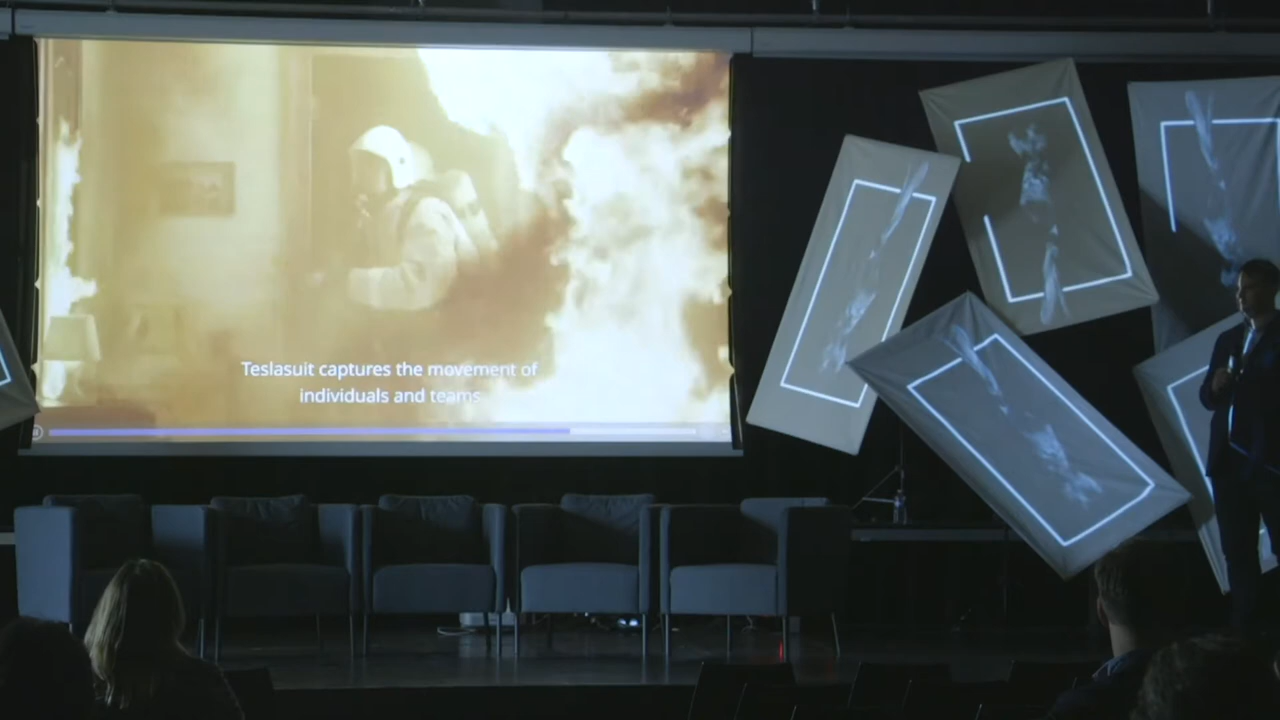 Teslasuit captures the movement of
individuals and teams